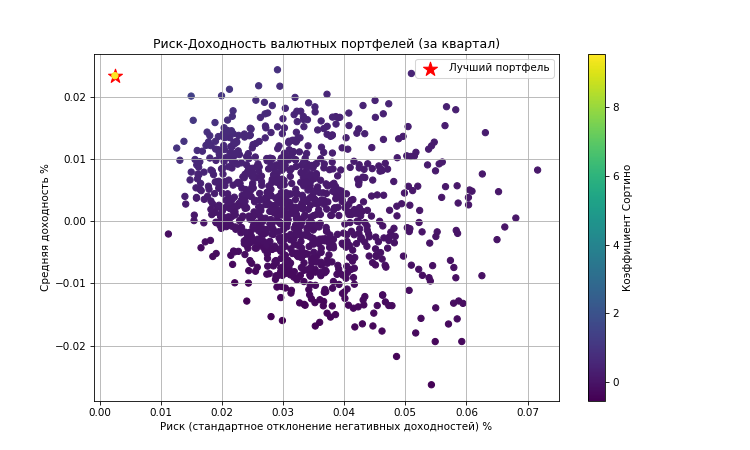 Риск-Доходность валютных портфелей (за квартал)
Лучший портфель
0.02
0.01
0.00
−0.01
−0.02
Средняя доходность %
0.00 0.01 0.02 0.03 0.04 0.05 0.06 0.07
Риск (стандартное отклонение негативных доходностей) %
8
6
4
2
0
Коэффициент Сортино